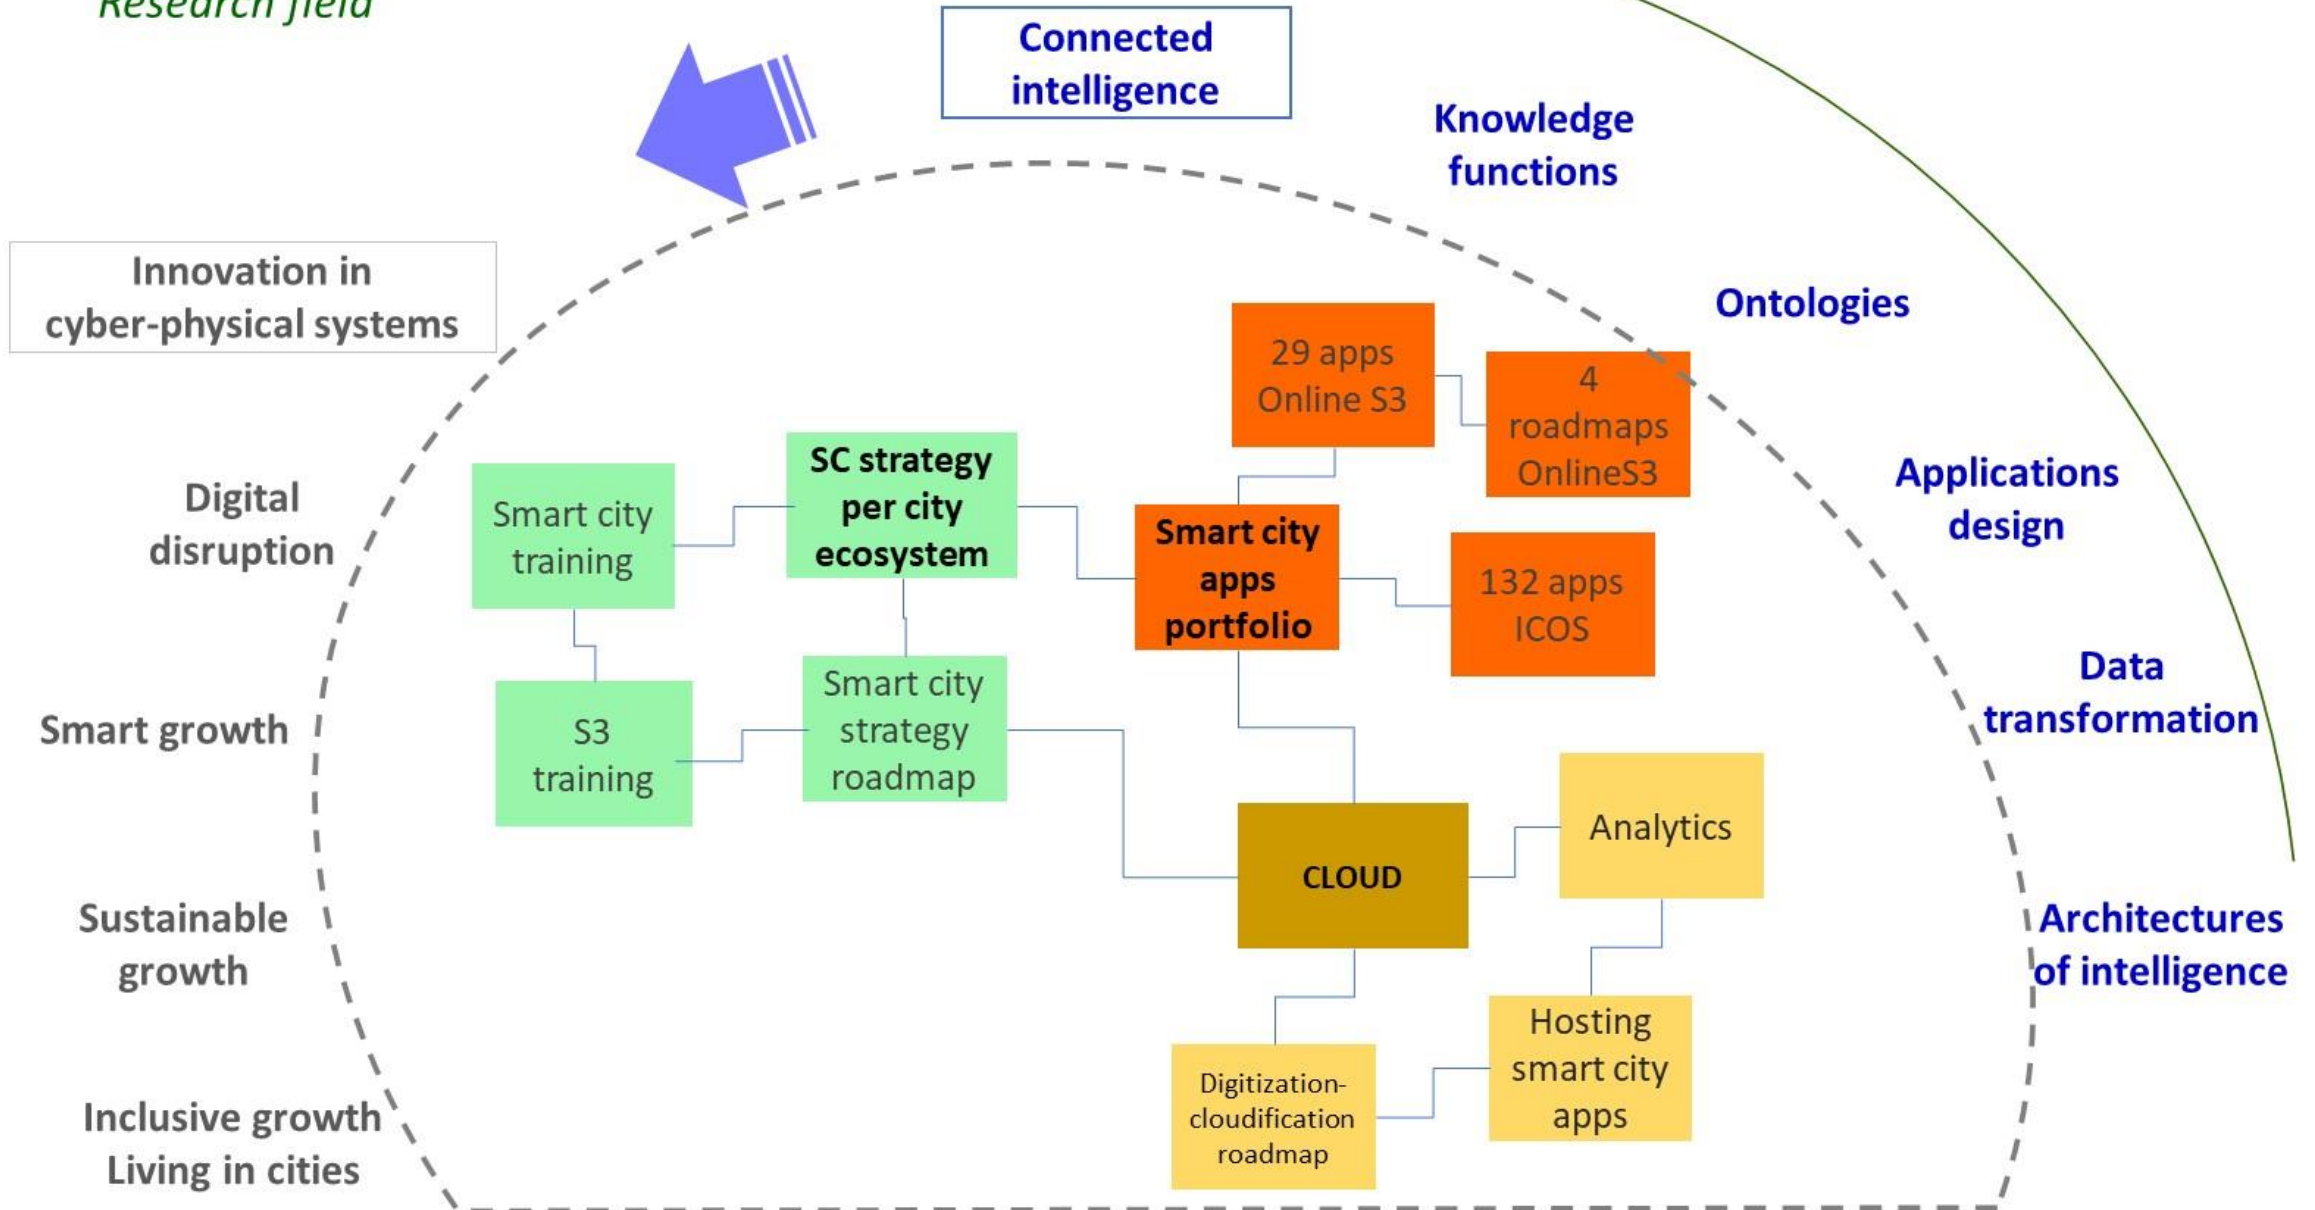 Research field
Connected
intelligence
Knowledge
functions
Innovation in
cyber-physical systems
Ontologies
29 apps
Online S3
4
roadmaps
OnlineS3
Digital
disruption
Smart city
training
SC strategy
per city
ecosystem
Smart city
apps
portfolio
132 apps
ICOS
Applications
design
Data
transformation
Smart growth
S3
training
Smart city
strategy
roadmap
CLOUD
Analytics
Sustainable
growth
Architectures
of intelligence
Hosting
smart city
apps
Digitization-
cloudification
roadmap
Inclusive growth
Living in cities